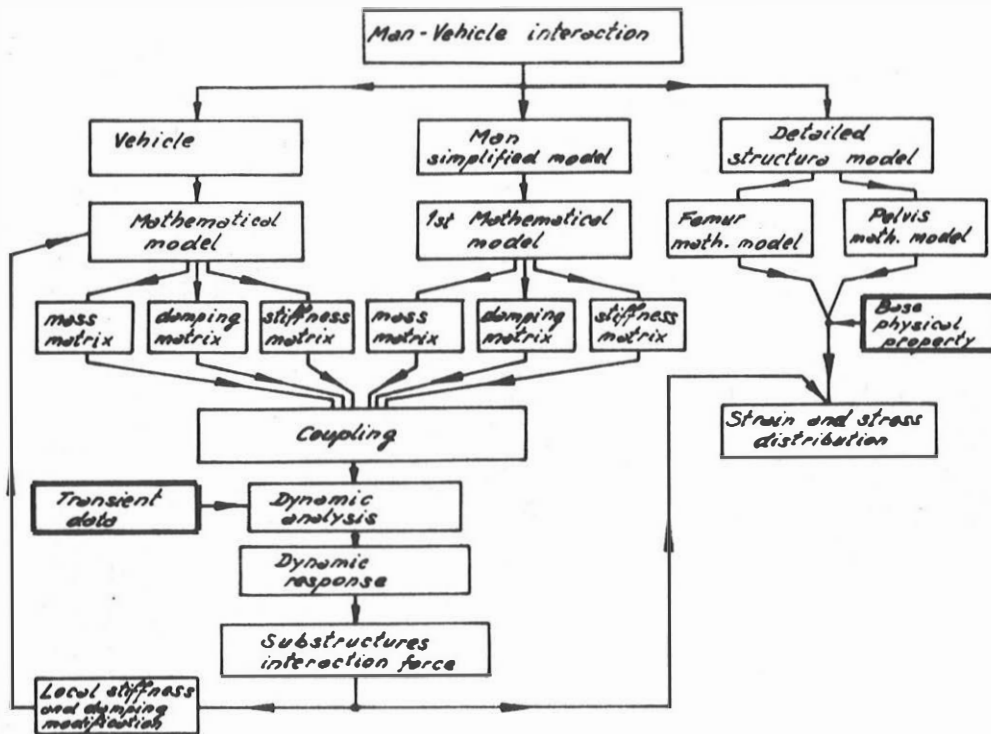 Man-Vehicle interaction
Vehicle
Man
simplified model
Detailed
structura model
Mathematical
model
1st Mathematical
model
Femur
math. model
Pelvis
math. model
mass
matrix
damping
matrix
stiffness
matrix
mass
matrix
damping
matrix
stiffness
matrix
Base
physical
property
Coupling
Strain and stress
distribution
Transient
data
Dynamic
analysis
Dynamic
response
Substructures
interaction force
Local stiffness
and damping
modification